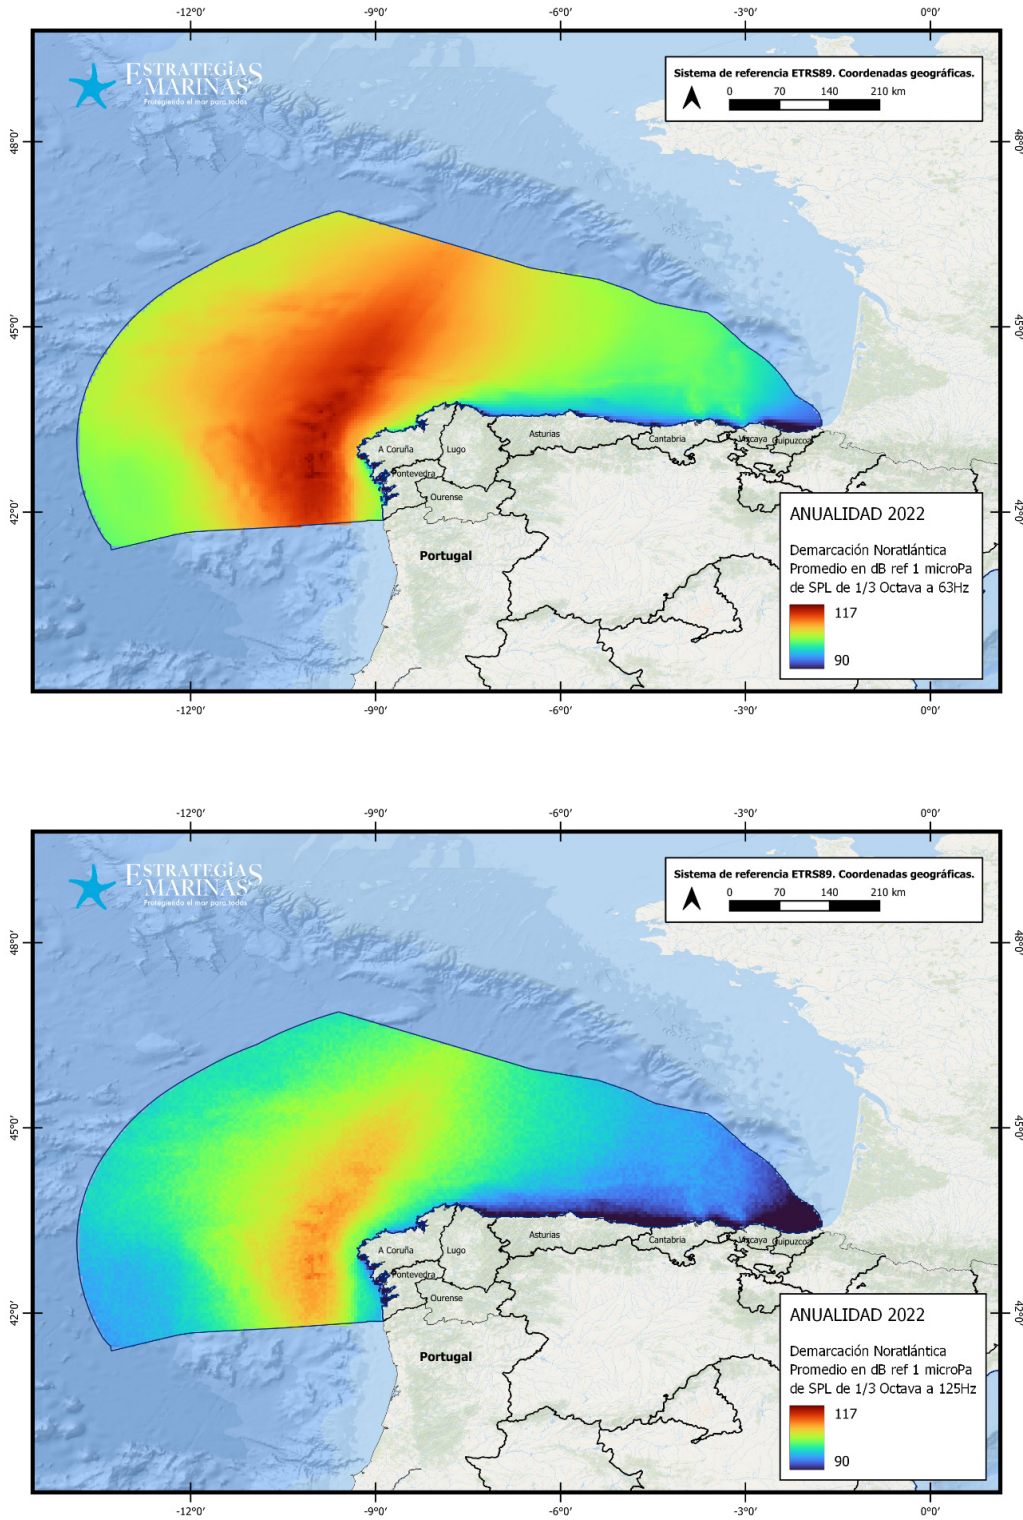 -12°0' -9°0' -6°0' -3°0' 0°0'
ESTRATEGIAS
MARINAS
Protegiendo el mar para todos
Sistema de referencia ETRS89. Coordenadas geográficas.
0 70 140 210 km
48°0' 48°0'
45°0' 45°0'
42°0' 42°0'
A Coruña
Lugo
Asturias
Cantabria
Vizcaya
Guipuzcoa
Pontevedra
Ourense
Portugal
ANUALIDAD 2022
Demarcación Noratlántica
Promedio en dB ref 1 microPa
de SPL de 1/3 Octava a 63Hz
117
90
-12°0' -9°0' -6°0' -3°0' 0°0'
-12°0' -9°0' -6°0' -3°0' 0°0'
ESTRATEGIAS
MARINAS
Protegiendo el mar para todos
Sistema de referencia ETRS89. Coordenadas geográficas.
0 70 140 210 km
48°0' 48°0'
45°0' 45°0'
42°0' 42°0'
A Coruña
Lugo
Asturias
Cantabria
Vizcaya
Guipuzcoa
Pontevedra
Ourense
Portugal
ANUALIDAD 2022
Demarcación Noratlántica
Promedio en dB ref 1 microPa
de SPL de 1/3 Octava a 125Hz
117
90
-12°0' -9°0' -6°0' -3°0' 0°0'